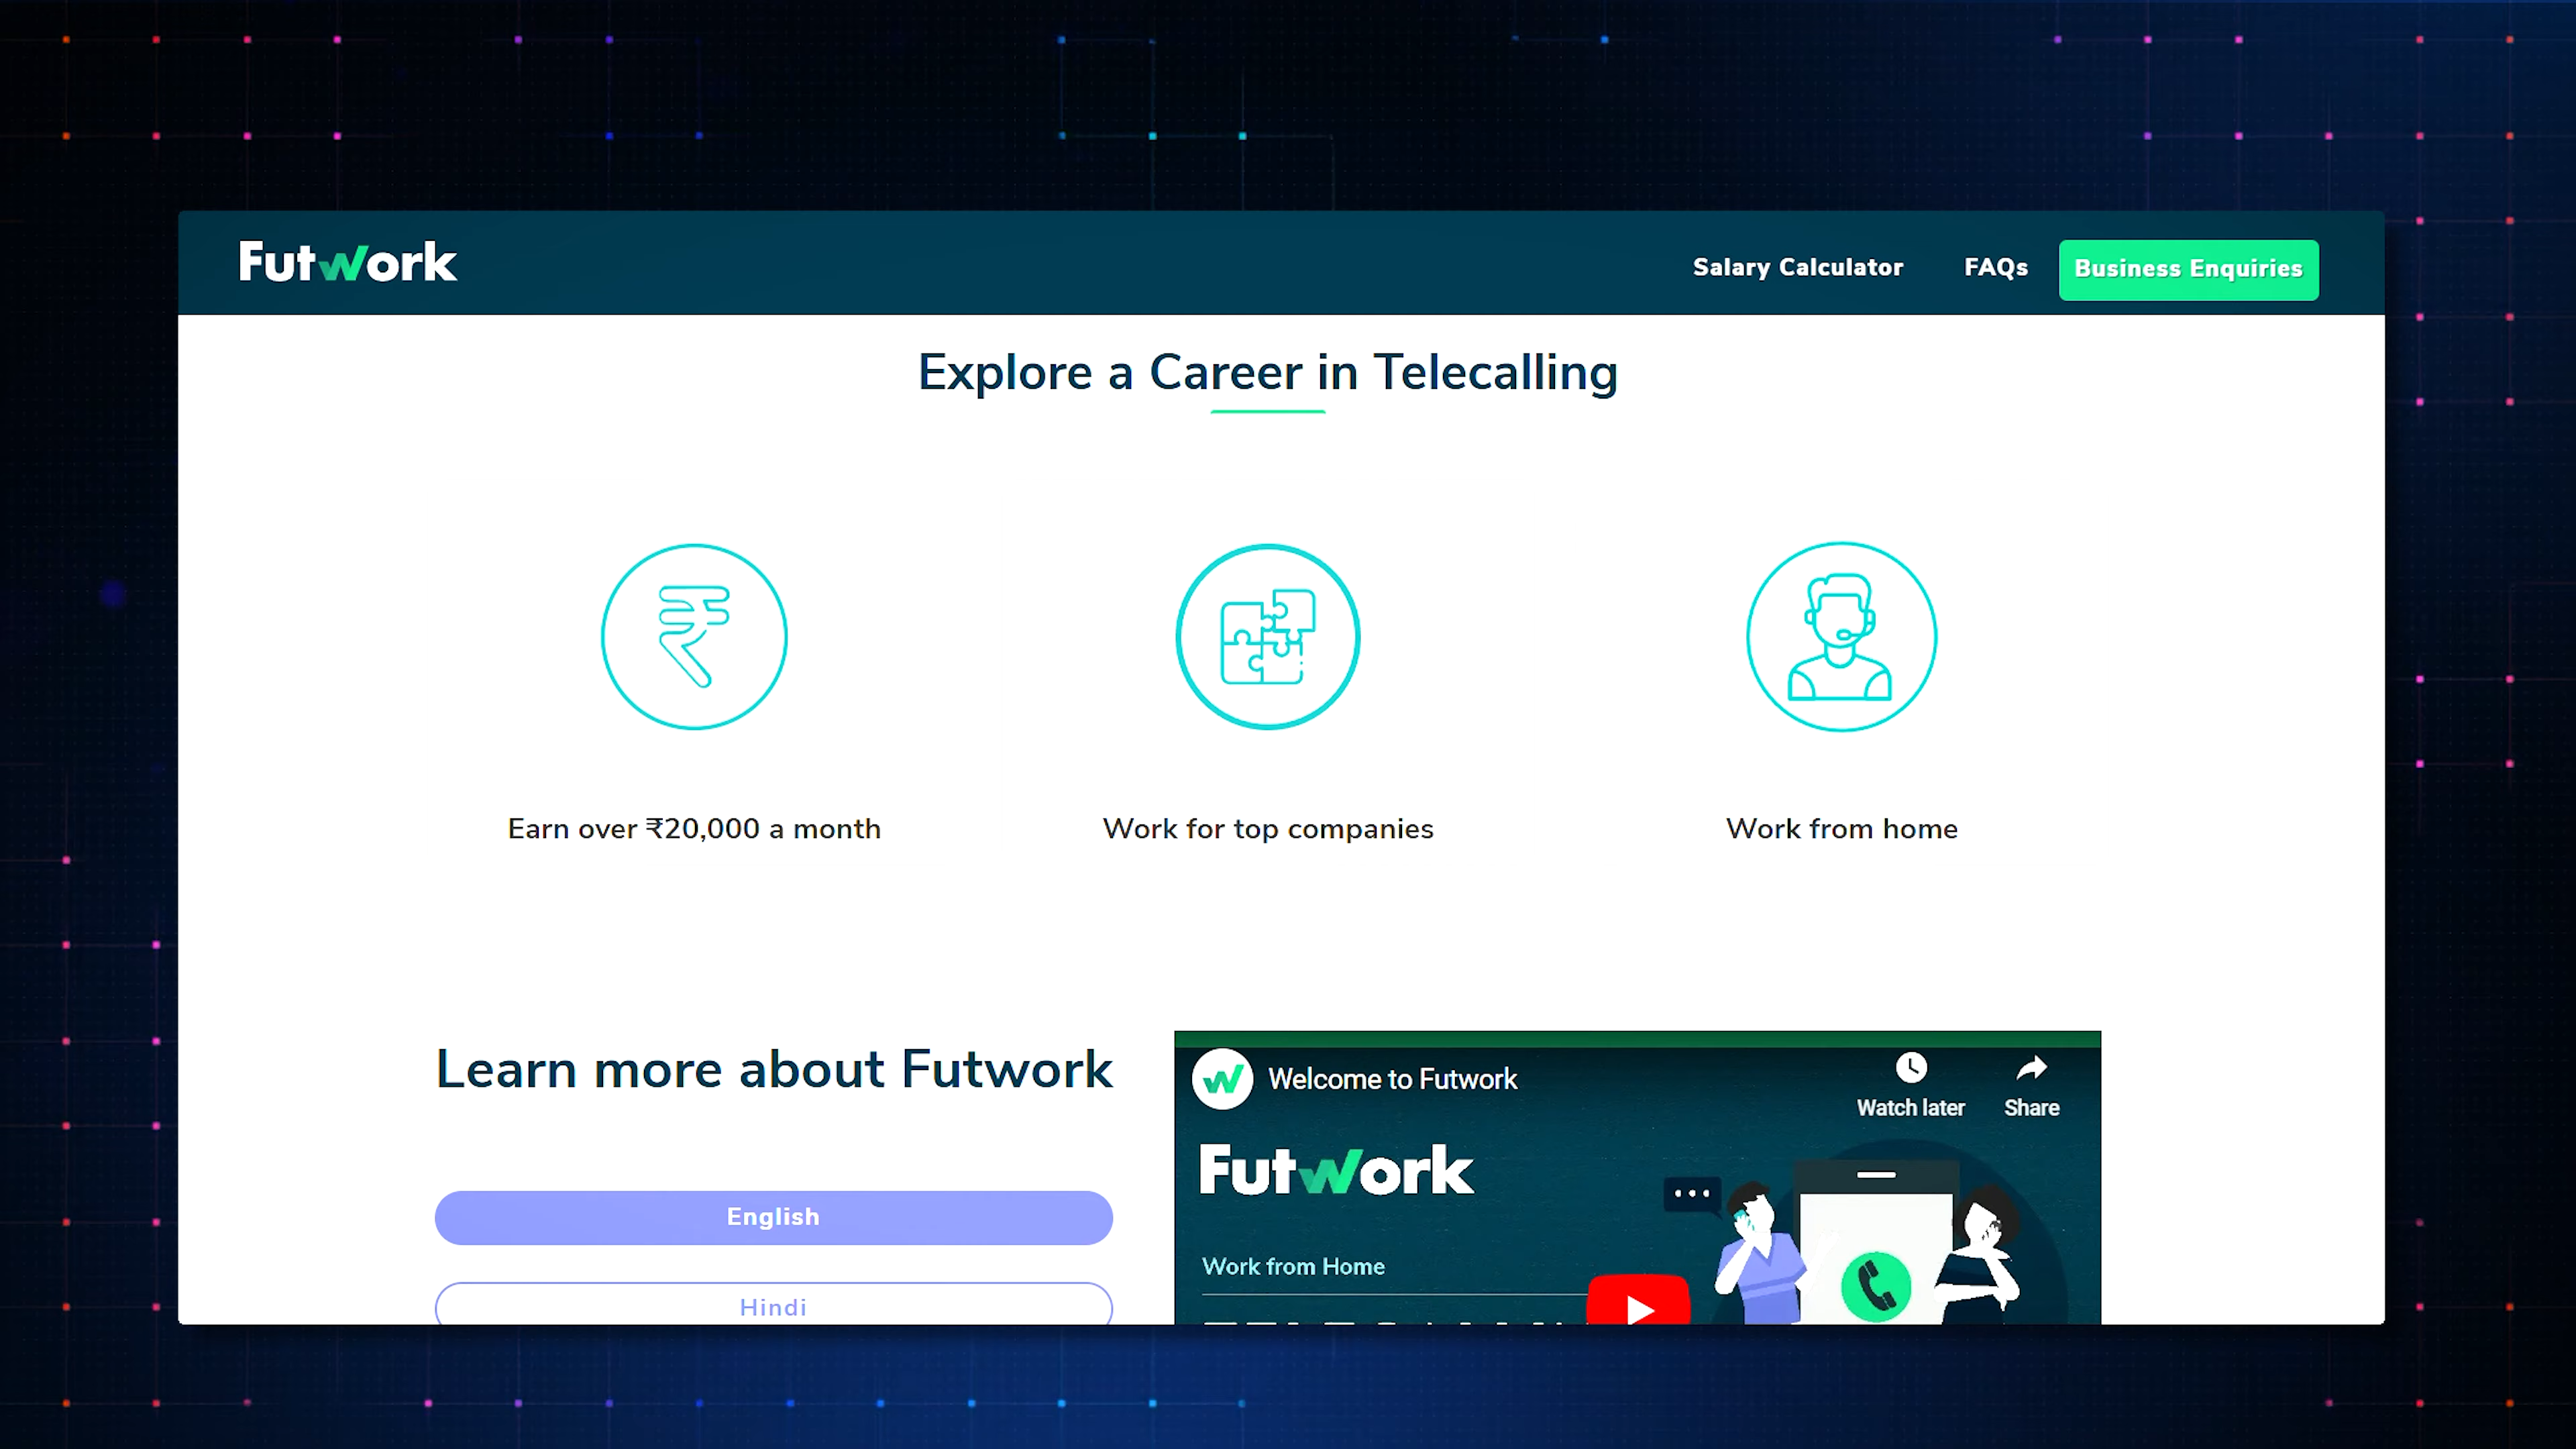 Futwork
Salary Calculator
FAQs
Business Enquiries
Explore a Career in Telecalling
Earn over ₹20,000 a month
Work for top companies
Work from home
Learn more about Futwork
English
Hindi
Welcome to Futwork
Watch later
Share
Futwork
Work from Home